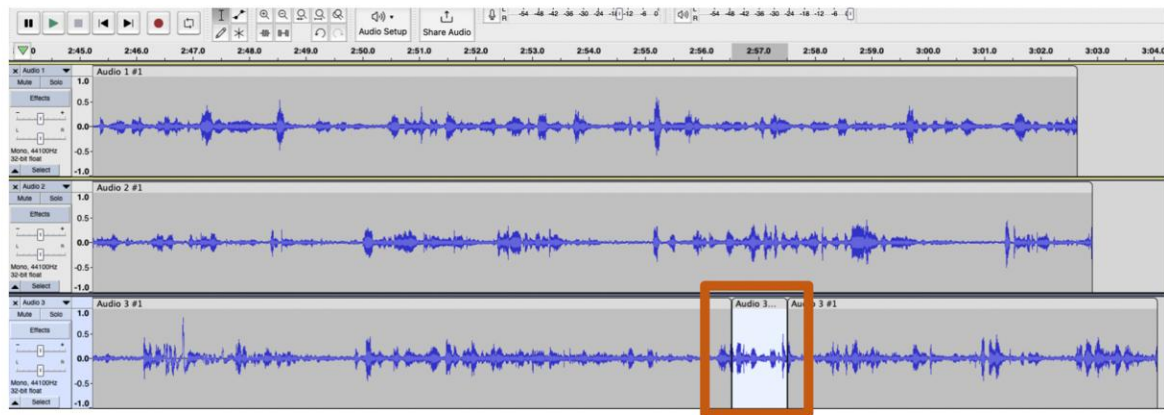 Audio Setup
Share Audio
L R -54 -48 -42 -36 -30 -24 -18 -12 -6 0
L R -54 -48 -42 -36 -30 -24 -18 -12 -6
0 2:45.0 2:46.0 2:47.0 2:48.0 2:49.0 2:50.0 2:51.0 2:52.0 2:53.0 2:54.0 2:55.0 2:56.0 2:57.0 2:58.0 2:59.0 3:00.0 3:01.0 3:02.0 3:03.0 3:04.
× Audio 1
Audio 1 #1
Mute Solo
Effects
- +
L R
Mono, 44100Hz
32-bit float
Select
1.0
0.5
0.0
-0.5
-1.0
× Audio 2
Audio 2 #1
Mute Solo
Effects
- +
L R
Mono, 44100Hz
32-bit float
Select
1.0
0.5
0.0
-0.5
-1.0
× Audio 3
Audio 3 #1
Audio 3...
Audio 3 #1
Mute Solo
Effects
- +
L R
Mono, 44100Hz
32-bit float
Select
1.0
0.5
0.0
-0.5
-1.0